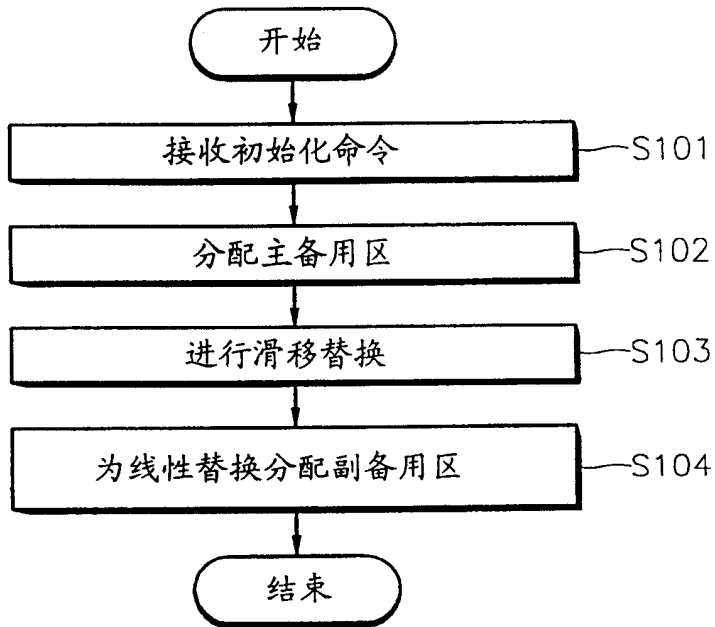 开始
接收初始化命令
S101
分配主备用区
S102
进行滑移替换
S103
为线性替换分配副备用区
S104
结束